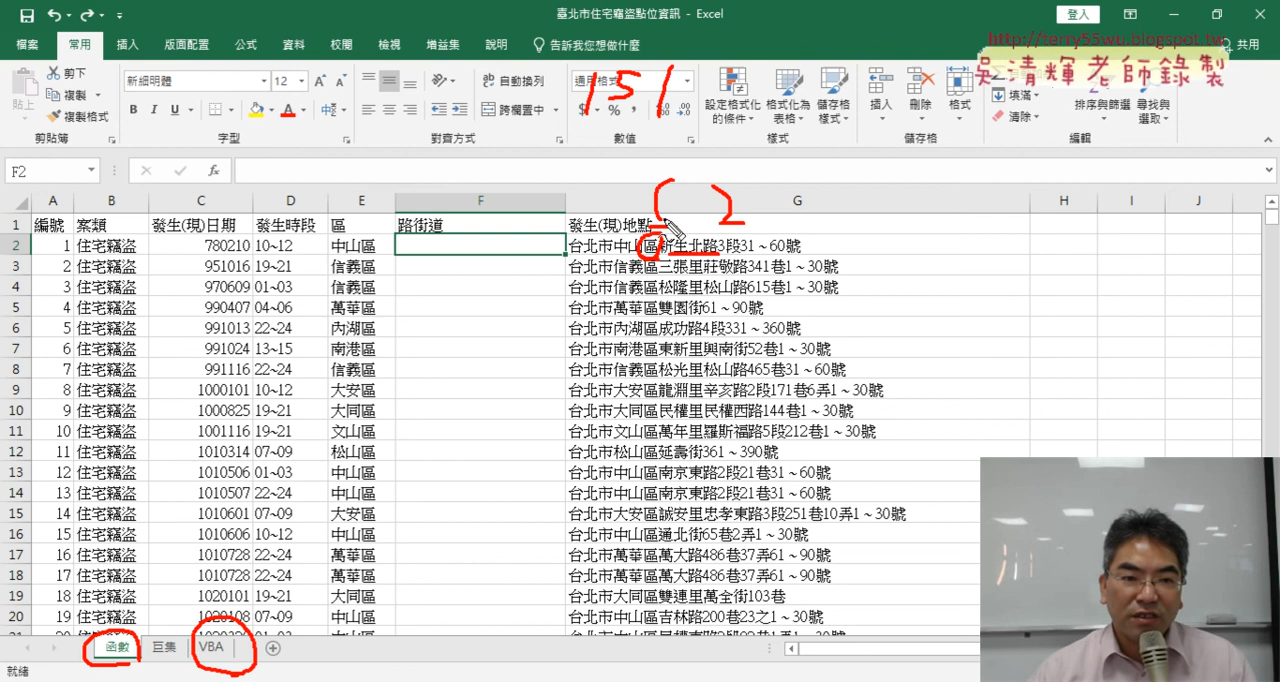 臺北市住宅竊盜點位資訊 - Excel
登入
檔案 常用 插入 版面配置 公式 資料 校閱 檢視 增益集 說明 告訴我您想做什麼 共用
http://terry55wu.blogspot.tw
吳清輝老師錄製
剪下 複製 複製格式 貼上 剪貼簿
新細明體 12 B I U 中 字型
自動換列 跨欄置中 對齊方式
通用格式 $ % , 數值
151
設定格式化的條件 格式化為表格 儲存格樣式 樣式
插入 刪除 格式 儲存格
填滿 清除 排序與篩選 尋找與選取 編輯
F2 fx
A B C D E F G H I J
1 編號 案類 發生(現)日期 發生時段 區 路街道 發生(現)地點
2 1 住宅竊盜 780210 10~12 中山區 台北市中山區新生北路3段31~60號
3 2 住宅竊盜 951016 19~21 信義區 台北市信義區三張里莊敬路341巷1~30號
4 3 住宅竊盜 970609 01~03 信義區 台北市信義區松隆里松山路615巷1~30號
5 4 住宅竊盜 990407 04~06 萬華區 台北市萬華區雙園街61~90號
6 5 住宅竊盜 991013 22~24 內湖區 台北市內湖區成功路4段331~360號
7 6 住宅竊盜 991024 13~15 南港區 台北市南港區東新里興南街52巷1~30號
8 7 住宅竊盜 991116 22~24 信義區 台北市信義區松光里松山路465巷31~60號
9 8 住宅竊盜 1000101 10~12 大安區 台北市大安區龍淵里辛亥路2段171巷6弄1~30號
10 9 住宅竊盜 1000825 19~21 大同區 台北市大同區民權里民權西路144巷1~30號
11 10 住宅竊盜 1001116 19~21 文山區 台北市文山區萬年里羅斯福路5段212巷1~30號
12 11 住宅竊盜 1010314 07~09 松山區 台北市松山區延壽街361~390號
13 12 住宅竊盜 1010506 01~03 中山區 台北市中山區南京東路2段21巷31~60號
14 13 住宅竊盜 1010507 22~24 中山區 台北市中山區南京東路2段21巷31~60號
15 14 住宅竊盜 1010601 07~09 大安區 台北市大安區誠安里忠孝東路3段251巷10弄1~30號
16 15 住宅竊盜 1010606 10~12 中山區 台北市中山區通北街65巷2弄1~30號
17 16 住宅竊盜 1010728 22~24 萬華區 台北市萬華區萬大路486巷37弄61~90號
18 17 住宅竊盜 1010728 22~24 萬華區 台北市萬華區萬大路486巷37弄61~90號
19 18 住宅竊盜 1020101 19~21 大同區 台北市大同區雙連里萬全街103巷
20 19 住宅竊盜 1020108 07~09 中山區 台北市中山區吉林路200巷23之1~30號
函數 巨集 VBA
就緒